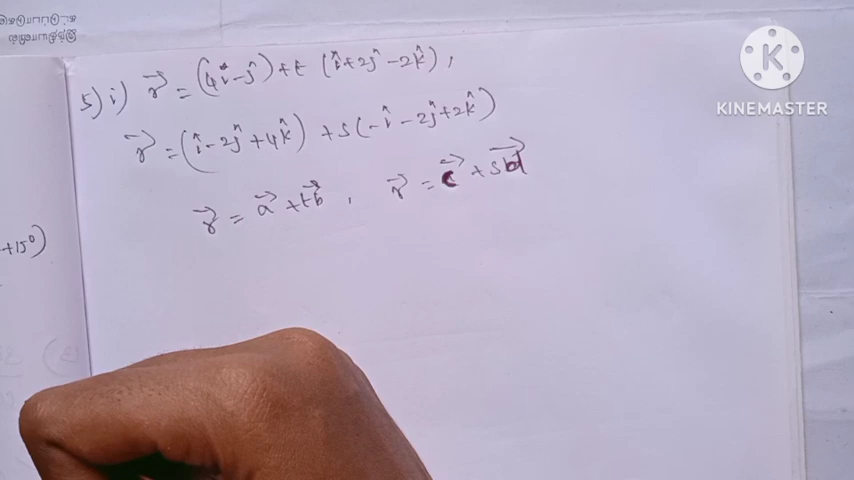 5) i) r⃗ = (4î - ĵ) + t (î + 2ĵ - 2k̂),
r⃗ = (î - 2ĵ + 4k̂) + s(-î - 2ĵ + 2k̂)
r⃗ = a⃗ + tb⃗ , r⃗ = c⃗ + sd⃗
+15°)
KINEMASTER